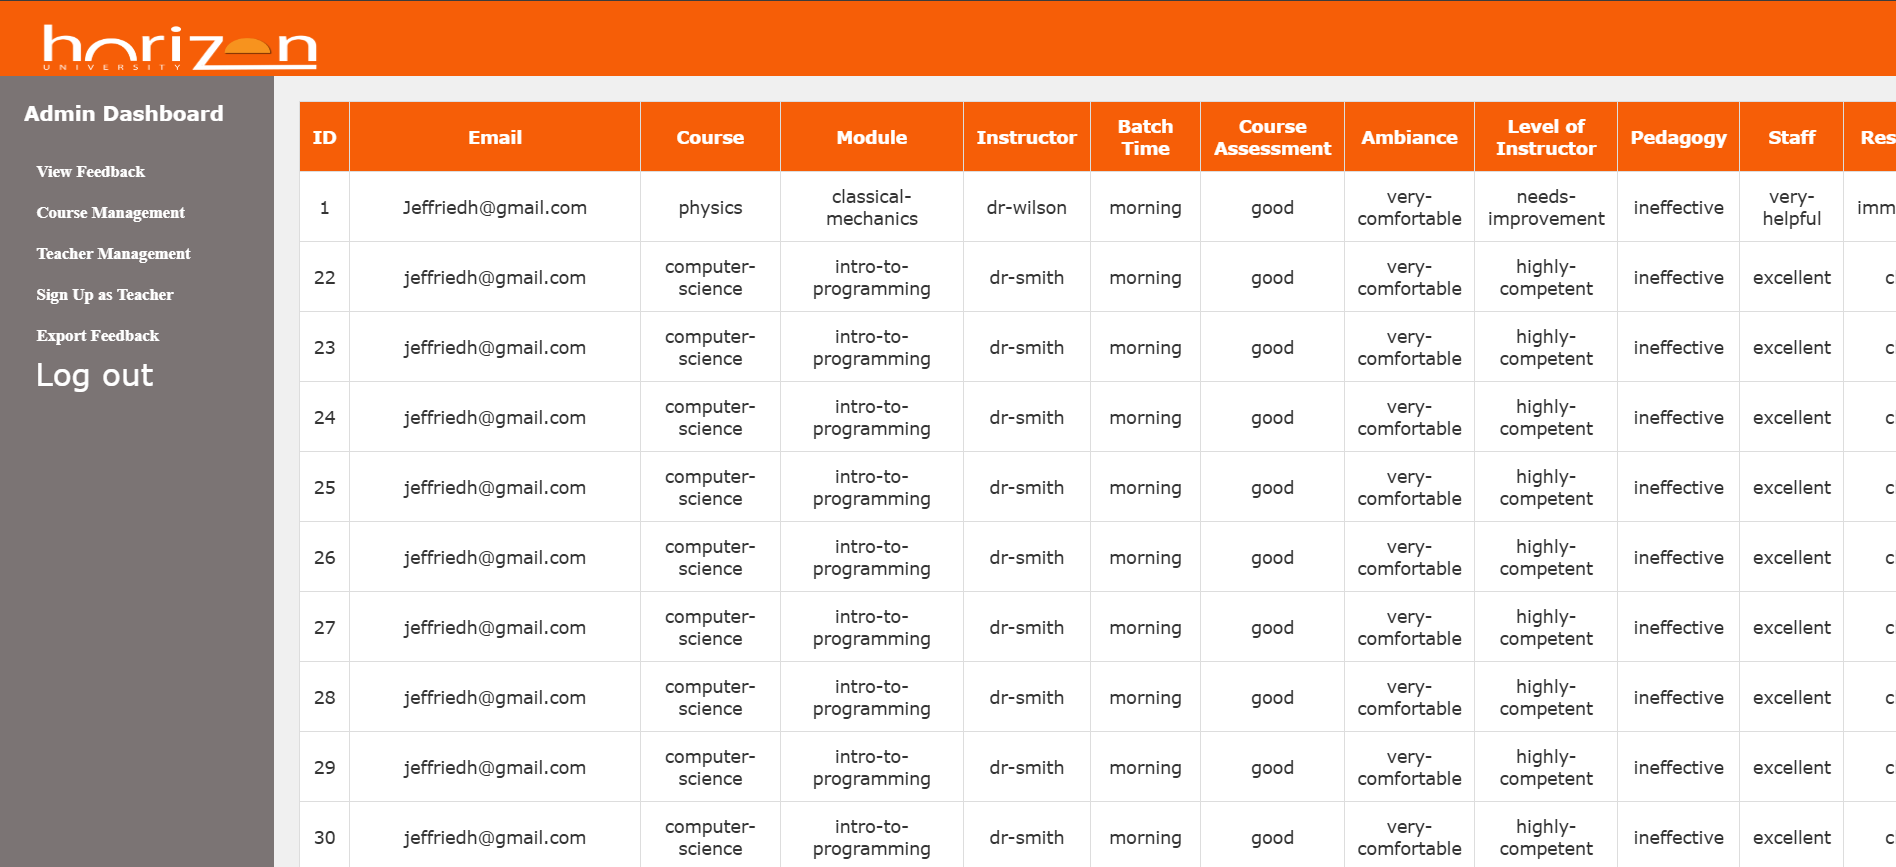 horizon
UNIVERSITY
Admin Dashboard
View Feedback
Course Management
Teacher Management
Sign Up as Teacher
Export Feedback
Log out
ID Email Course Module Instructor Batch Time Course Assessment Ambiance Level of Instructor Pedagogy Staff Res
1 Jeffriedh@gmail.com physics classical-mechanics dr-wilson morning good very-comfortable needs-improvement ineffective very-helpful imm
22 jeffriedh@gmail.com computer-science intro-to-programming dr-smith morning good very-comfortable highly-competent ineffective excellent c
23 jeffriedh@gmail.com computer-science intro-to-programming dr-smith morning good very-comfortable highly-competent ineffective excellent c
24 jeffriedh@gmail.com computer-science intro-to-programming dr-smith morning good very-comfortable highly-competent ineffective excellent c
25 jeffriedh@gmail.com computer-science intro-to-programming dr-smith morning good very-comfortable highly-competent ineffective excellent c
26 jeffriedh@gmail.com computer-science intro-to-programming dr-smith morning good very-comfortable highly-competent ineffective excellent c
27 jeffriedh@gmail.com computer-science intro-to-programming dr-smith morning good very-comfortable highly-competent ineffective excellent c
28 jeffriedh@gmail.com computer-science intro-to-programming dr-smith morning good very-comfortable highly-competent ineffective excellent c
29 jeffriedh@gmail.com computer-science intro-to-programming dr-smith morning good very-comfortable highly-competent ineffective excellent c
30 jeffriedh@gmail.com computer-science intro-to-programming dr-smith morning good very-comfortable highly-competent ineffective excellent c